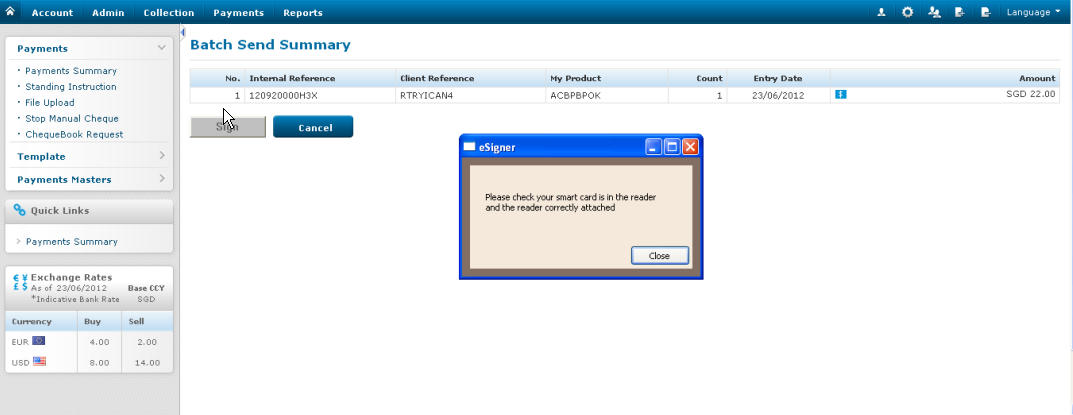 Account Admin Collection Payments Reports Language
Payments
Payments Summary
Standing Instruction
File Upload
Stop Manual Cheque
ChequeBook Request
Template
Payments Masters
Quick Links
Payments Summary
€ ¥ Exchange Rates
£ $ As of 23/06/2012 Base CCY
*Indicative Bank Rate SGD
Currency Buy Sell
EUR 4.00 2.00
USD 8.00 14.00
Batch Send Summary
No. Internal Reference Client Reference My Product Count Entry Date Amount
1 120920000H3X RTRYICAN4 ACBPBPOK 1 23/06/2012 SGD 22.00
Sign Cancel
eSigner
Please check your smart card is in the reader
and the reader correctly attached
Close